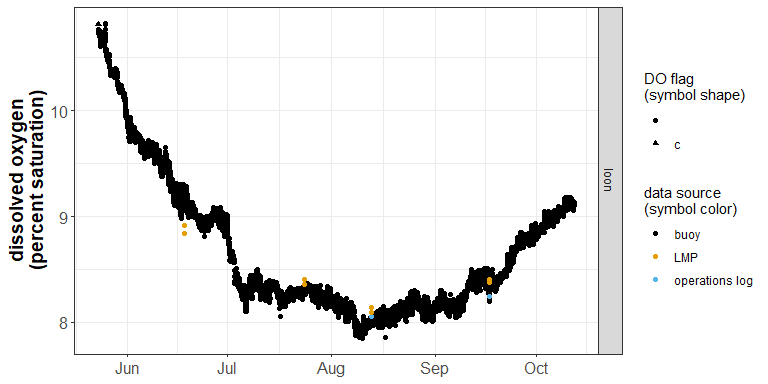 dissolved oxygen
(percent saturation)
10
9
8
Jun
Jul
Aug
Sep
Oct
loon
DO flag
(symbol shape)
c
data source
(symbol color)
buoy
LMP
operations log